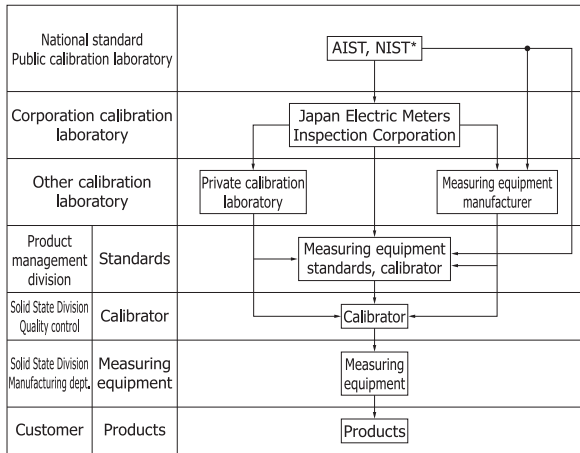 National standard
Public calibration laboratory
AIST, NIST*
Corporation calibration
laboratory
Japan Electric Meters
Inspection Corporation
Other calibration
laboratory
Private calibration
laboratory
Measuring equipment
manufacturer
Product
management
division
Standards
Measuring equipment
standards, calibrator
Solid State Division
Quality control
Calibrator
Calibrator
Solid State Division
Manufacturing dept.
Measuring
equipment
Measuring
equipment
Customer
Products
Products